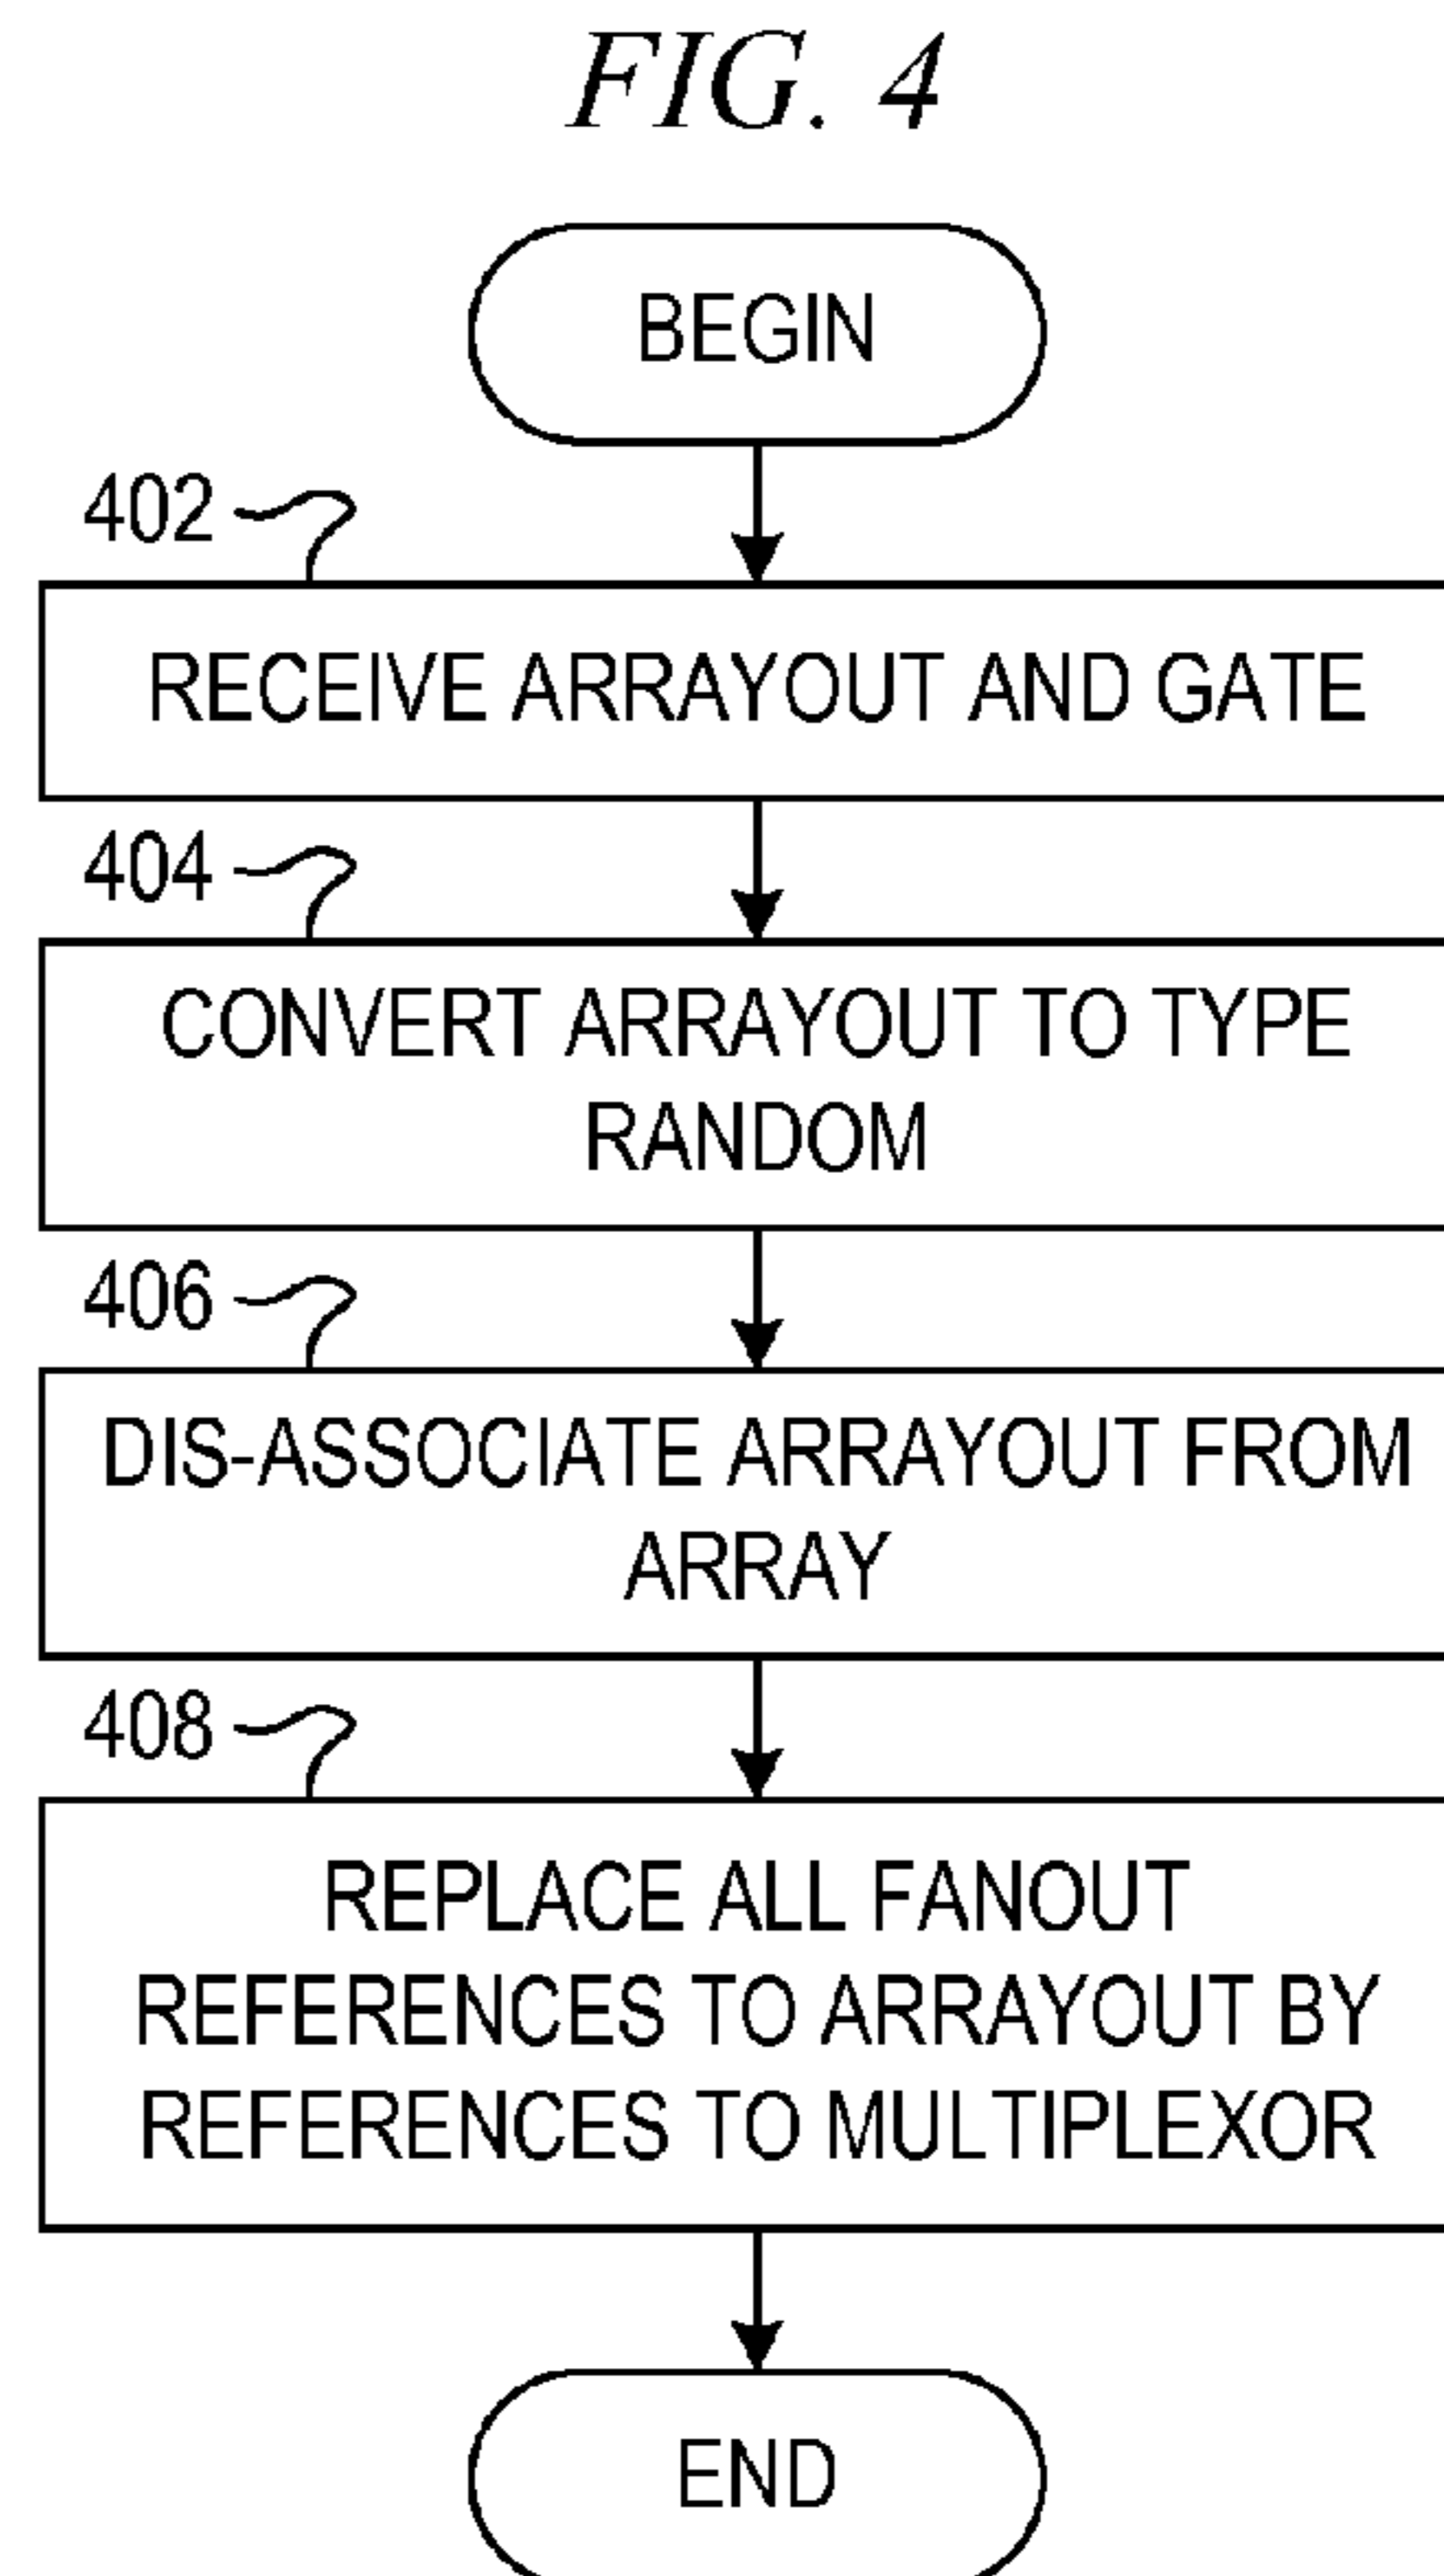 FIG. 4
BEGIN
402
RECEIVE ARRAYOUT AND GATE
404
CONVERT ARRAYOUT TO TYPE
RANDOM
406
DIS-ASSOCIATE ARRAYOUT FROM
ARRAY
408
REPLACE ALL FANOUT
REFERENCES TO ARRAYOUT BY
REFERENCES TO MULTIPLEXOR
END